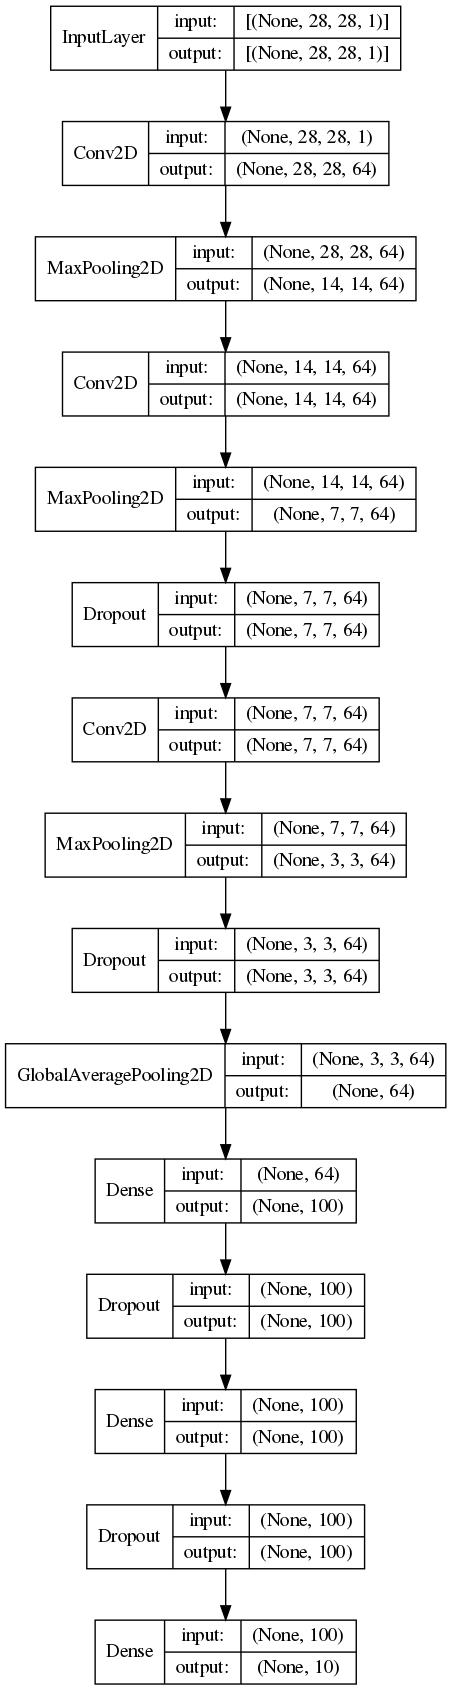 InputLayer input: [(None, 28, 28, 1)]
output: [(None, 28, 28, 1)]
Conv2D input: (None, 28, 28, 1)
output: (None, 28, 28, 64)
MaxPooling2D input: (None, 28, 28, 64)
output: (None, 14, 14, 64)
Conv2D input: (None, 14, 14, 64)
output: (None, 14, 14, 64)
MaxPooling2D input: (None, 14, 14, 64)
output: (None, 7, 7, 64)
Dropout input: (None, 7, 7, 64)
output: (None, 7, 7, 64)
Conv2D input: (None, 7, 7, 64)
output: (None, 7, 7, 64)
MaxPooling2D input: (None, 7, 7, 64)
output: (None, 3, 3, 64)
Dropout input: (None, 3, 3, 64)
output: (None, 3, 3, 64)
GlobalAveragePooling2D input: (None, 3, 3, 64)
output: (None, 64)
Dense input: (None, 64)
output: (None, 100)
Dropout input: (None, 100)
output: (None, 100)
Dense input: (None, 100)
output: (None, 100)
Dropout input: (None, 100)
output: (None, 100)
Dense input: (None, 100)
output: (None, 10)